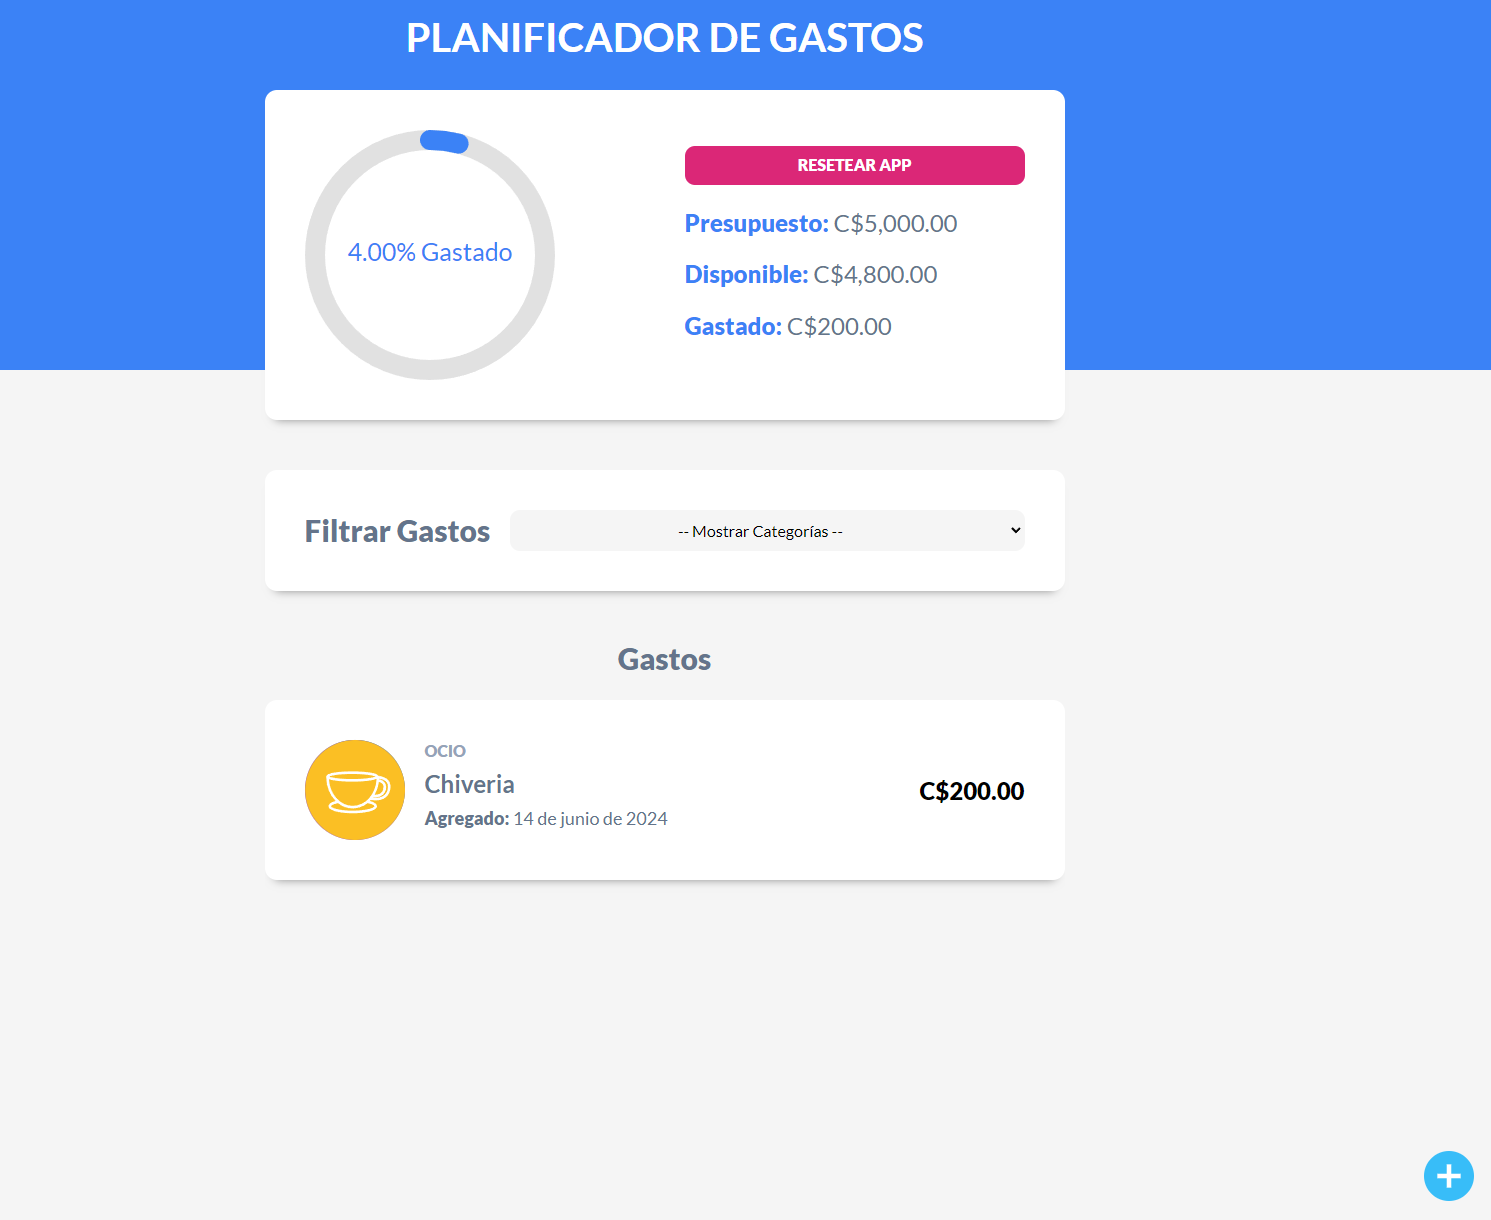 PLANIFICADOR DE GASTOS
4.00% Gastado
RESETEAR APP
Presupuesto: C$5,000.00
Disponible: C$4,800.00
Gastado: C$200.00
Filtrar Gastos
-- Mostrar Categorías --
Gastos
OCIO
Chiveria
Agregado: 14 de junio de 2024
C$200.00